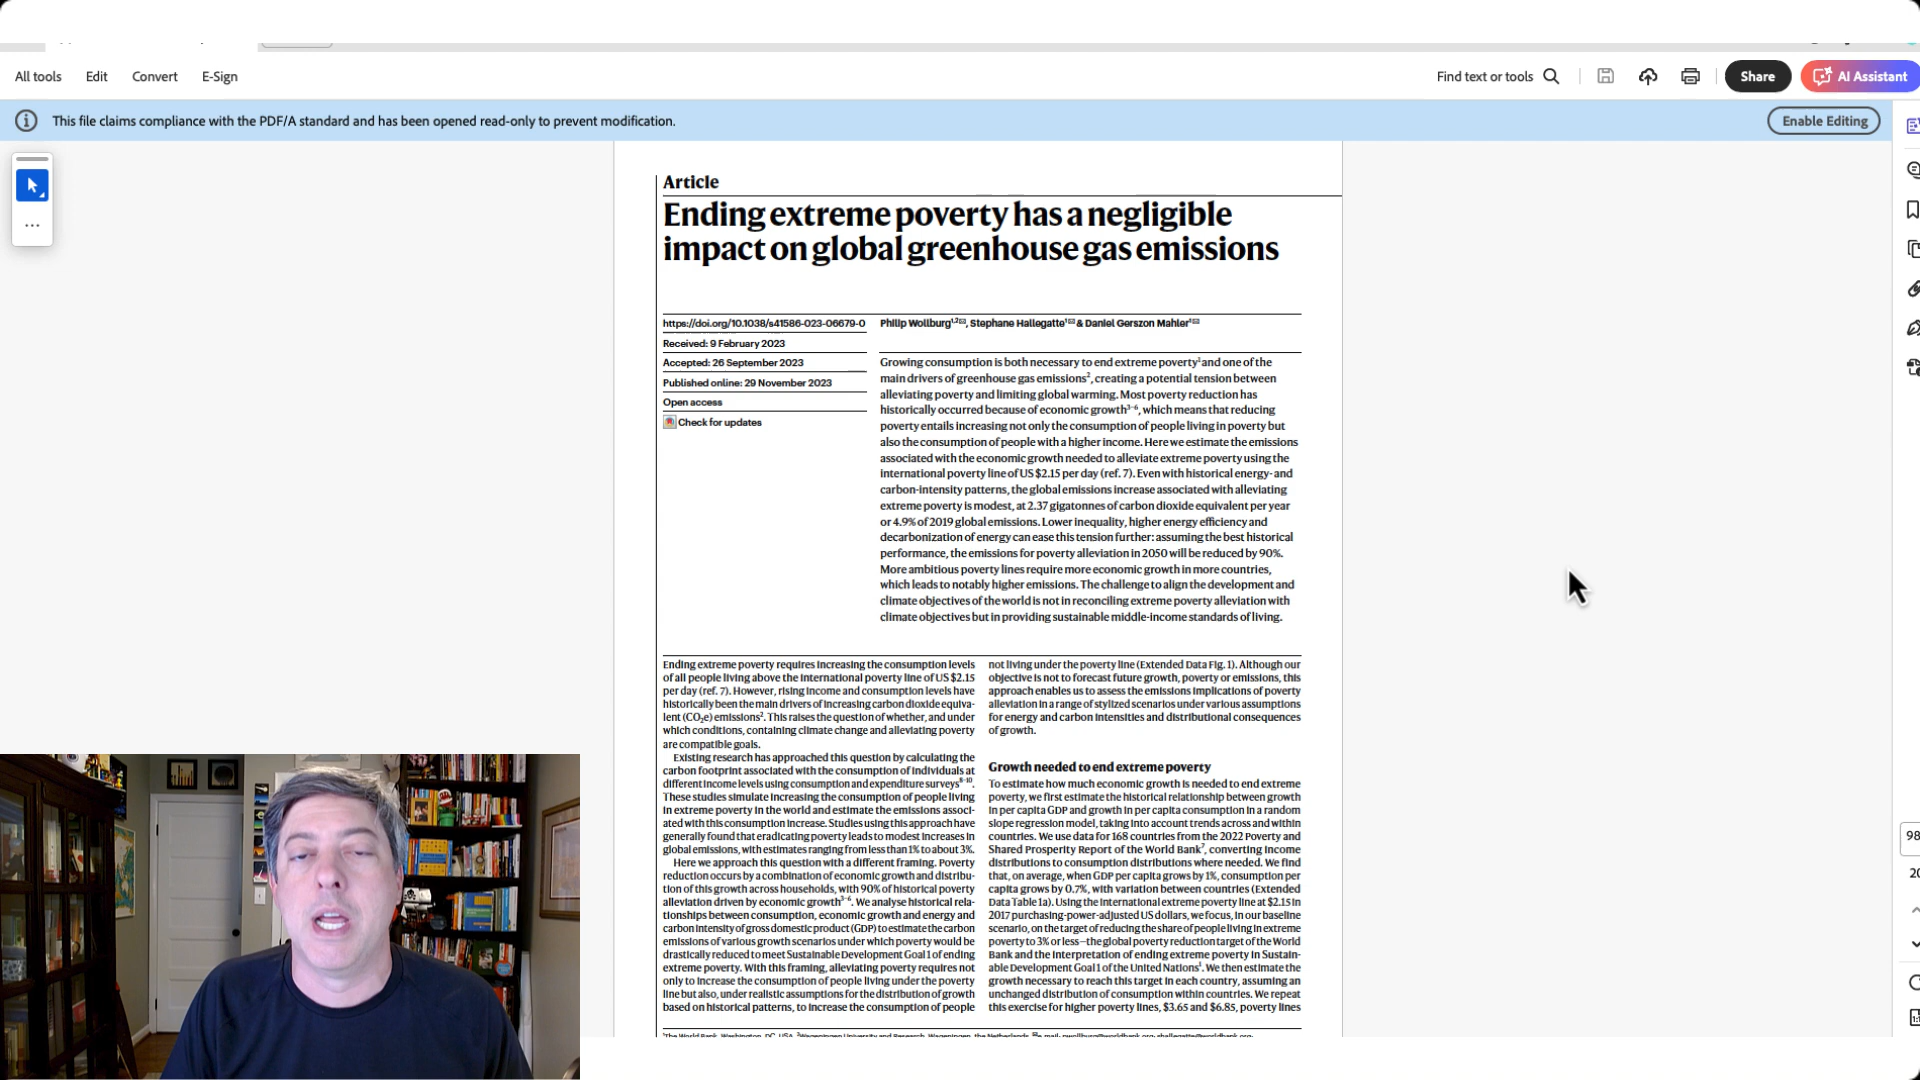 All tools Edit Convert E-Sign
Find text or tools
Share
AI Assistant
This file claims compliance with the PDF/A standard and has been opened read-only to prevent modification.
Enable Editing
Article
Ending extreme poverty has a negligible
impact on global greenhouse gas emissions
https://doi.org/10.1038/s41586-023-06679-0
Received: 9 February 2023
Accepted: 26 September 2023
Published online: 29 November 2023
Open access
Check for updates
Philip Wollburg1,2✉, Stephane Hallegatte1✉ & Daniel Gerszon Mahler1✉
Growing consumption is both necessary to end extreme poverty1 and one of the
main drivers of greenhouse gas emissions2, creating a potential tension between
alleviating poverty and limiting global warming. Most poverty reduction has
historically occurred because of economic growth3–6, which means that reducing
poverty entails increasing not only the consumption of people living in poverty but
also the consumption of people with a higher income. Here we estimate the emissions
associated with the economic growth needed to alleviate extreme poverty using the
international poverty line of US $2.15 per day (ref. 7). Even with historical energy- and
carbon-intensity patterns, the global emissions increase associated with alleviating
extreme poverty is modest, at 2.37 gigatonnes of carbon dioxide equivalent per year
or 4.9% of 2019 global emissions. Lower inequality, higher energy efficiency and
decarbonization of energy can ease this tension further: assuming the best historical
performance, the emissions for poverty alleviation in 2050 will be reduced by 90%.
More ambitious poverty lines require more economic growth in more countries,
which leads to notably higher emissions. The challenge to align the development and
climate objectives of the world is not in reconciling extreme poverty alleviation with
climate objectives but in providing sustainable middle-income standards of living.
Ending extreme poverty requires increasing the consumption levels
of all people living above the international poverty line of US $2.15
per day (ref. 7). However, rising income and consumption levels have
historically been the main drivers of increasing carbon dioxide equiva-
lent (CO2e) emissions2. This raises the question of whether, and under
which conditions, containing climate change and alleviating poverty
are compatible goals.
Existing research has approached this question by calculating the
carbon footprint associated with the consumption of individuals at
different income levels using consumption and expenditure surveys8–10.
These studies simulate increasing the consumption of people living
in extreme poverty in the world and estimate the emissions associ-
ated with this consumption increase. Studies using this approach have
generally found that eradicating poverty leads to modest increases in
global emissions, with estimates ranging from less than 1% to about 3%.
Here we approach this question with a different framing. Poverty
reduction occurs by a combination of economic growth and distribu-
tion of this growth across households, with 90% of historical poverty
alleviation driven by economic growth3–6. We analyse historical rela-
tionships between consumption, economic growth and energy and
carbon intensity of gross domestic product (GDP) to estimate the carbon
emissions of various growth scenarios under which poverty would be
drastically reduced to meet Sustainable Development Goal 1 of ending
extreme poverty. With this framing, alleviating poverty requires not
only to increase the consumption of people living under the poverty
line but also, under realistic assumptions for the distribution of growth
based on historical patterns, to increase the consumption of people
not living under the poverty line (Extended Data Fig. 1). Although our
objective is not to forecast future growth, poverty or emissions, this
approach enables us to assess the emissions implications of poverty
alleviation in a range of stylized scenarios under various assumptions
for energy and carbon intensities and distributional consequences
of growth.
Growth needed to end extreme poverty
To estimate how much economic growth is needed to end extreme
poverty, we first estimate the historical relationship between growth
in per capita GDP and growth in per capita consumption in a random
slope regression model, taking into account trends across and within
countries. We use data for 168 countries from the 2022 Poverty and
Shared Prosperity Report of the World Bank7, converting income
distributions to consumption distributions where needed. We find
that, on average, when GDP per capita grows by 1%, consumption per
capita grows by 0.7%, with variation between countries (Extended
Data Table 1a). Using the international extreme poverty line at $2.15 in
2017 purchasing-power-adjusted US dollars, we focus, in our baseline
scenario, on the target of reducing the share of people living in extreme
poverty to 3% or less—the global poverty reduction target of the World
Bank and the interpretation of ending extreme poverty in Sustain-
able Development Goal 1 of the United Nations1. We then estimate the
growth necessary to reach this target in each country, assuming an
unchanged distribution of consumption within countries. We repeat
this exercise for higher poverty lines, $3.65 and $6.85, poverty lines
98
20